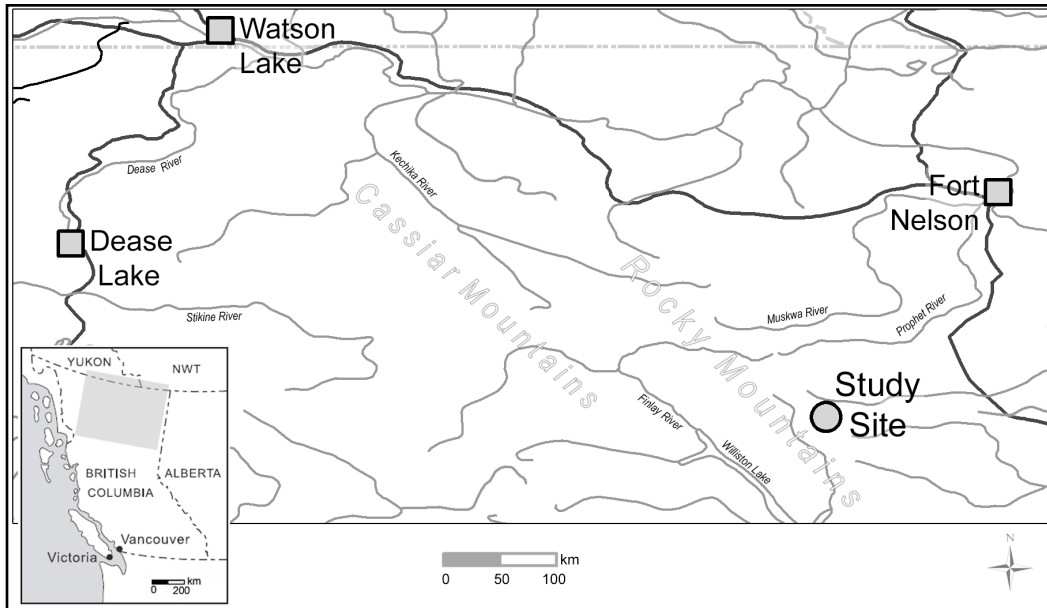 Watson
Lake
Dease River
Kechika River
Fort
Nelson
Cassiar Mountains
Dease
Lake
Rocky Mountains
Stikine River
Muskwa River
Prophet River
Study
Site
Finlay River
Williston Lake
YUKON
NWT
BRITISH
COLUMBIA
ALBERTA
Vancouver
Victoria
km
0 200
km
0 50 100
N